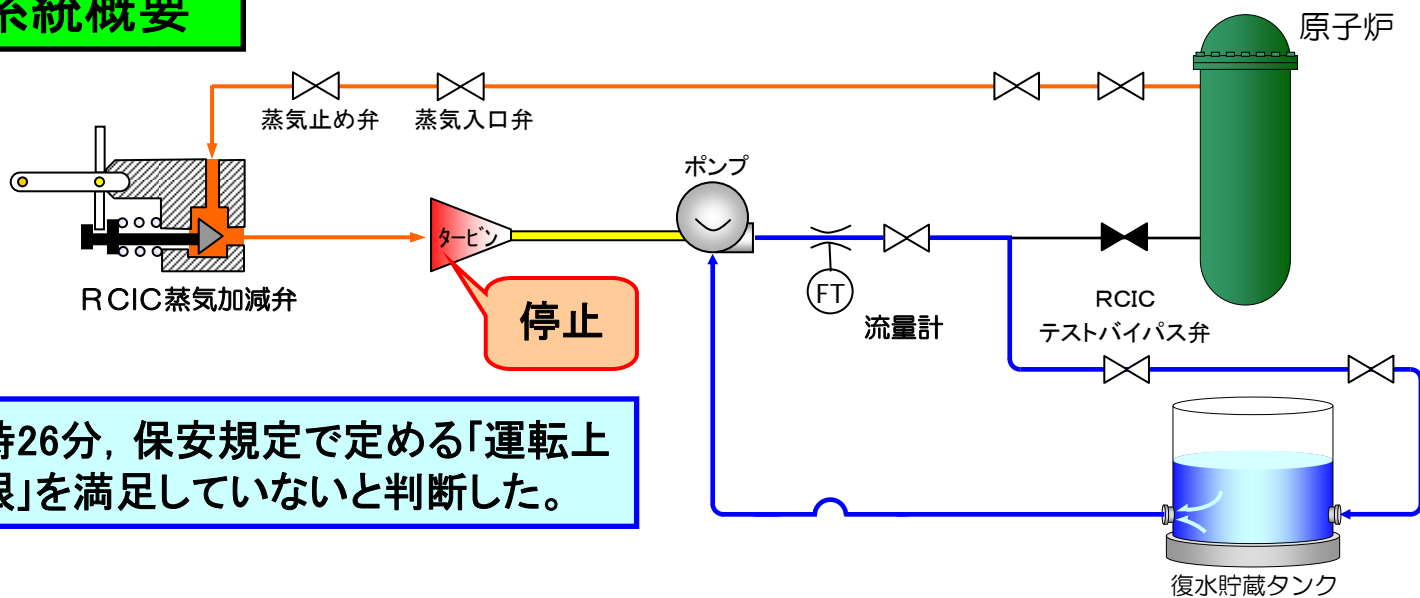 系統概要
原子炉
蒸気止め弁
蒸気入口弁
ポンプ
タービン
RCIC蒸気加減弁
停止
FT
流量計
RCIC
テストバイパス弁
時26分,保安規定で定める「運転上
限」を満足していないと判断した。
復水貯蔵タンク